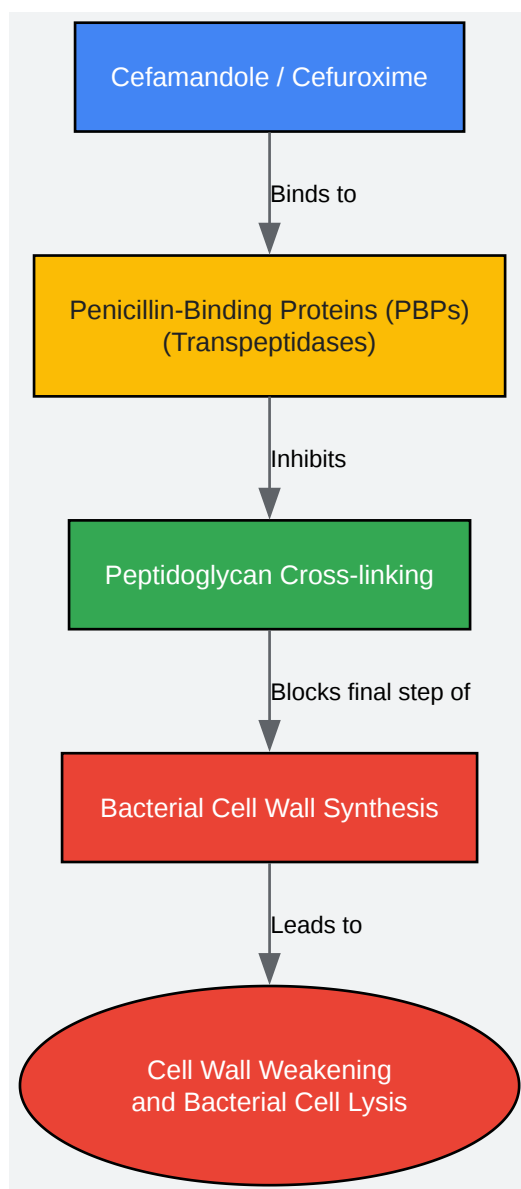 Cefamandole / Cefuroxime
Binds to
Penicillin-Binding Proteins (PBPs)
(Transpeptidases)
Inhibits
Peptidoglycan Cross-linking
Blocks final step of
Bacterial Cell Wall Synthesis
Leads to
Cell Wall Weakening
and Bacterial Cell Lysis